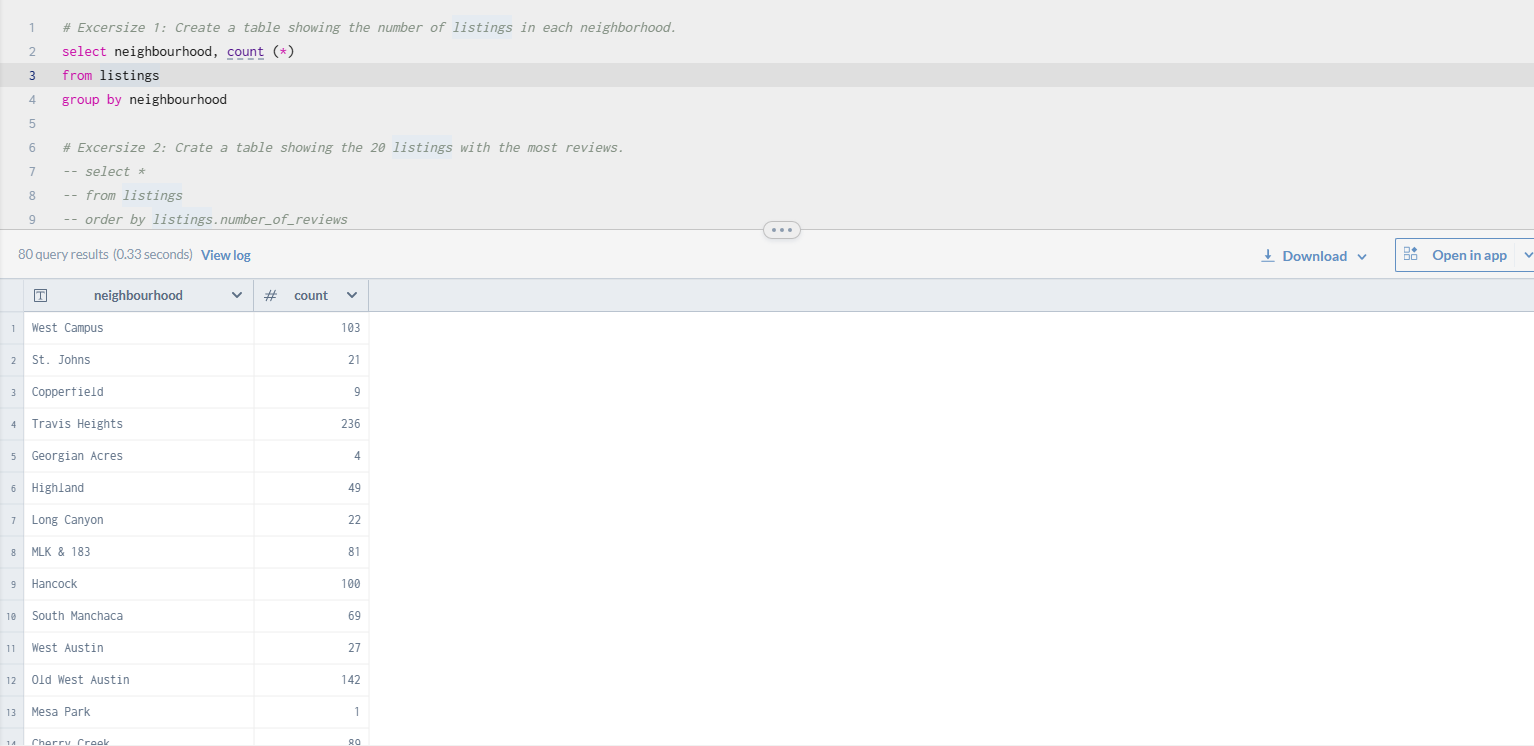 1 # Excersize 1: Create a table showing the number of listings in each neighborhood.
2 select neighbourhood, count (*)
3 from listings
4 group by neighbourhood
5
6 # Excersize 2: Crate a table showing the 20 listings with the most reviews.
7 -- select *
8 -- from listings
9 -- order by listings.number_of_reviews
80 query results (0.33 seconds) View log Download Open in app
neighbourhood # count
1 West Campus 103
2 St. Johns 21
3 Copperfield 9
4 Travis Heights 236
5 Georgian Acres 4
6 Highland 49
7 Long Canyon 22
8 MLK & 183 81
9 Hancock 100
10 South Manchaca 69
11 West Austin 27
12 Old West Austin 142
13 Mesa Park 1
14 Cherry Creek 89